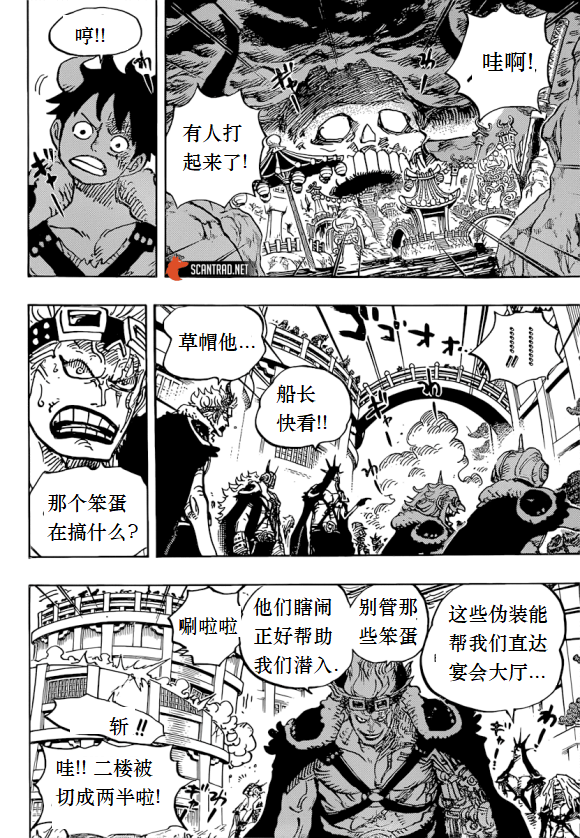 哇啊!
有人打
起来了!
哼!!
SCANTRAD.NET
……
船长
快看!!
草帽他…
那个笨蛋
在搞什么?
这些伪装能
帮我们直达
宴会大厅…
别管那
些笨蛋
他们瞎闹
正好帮助
我们潜入.
唰啦啦
斩 !!
哇!! 二楼被
切成两半啦!